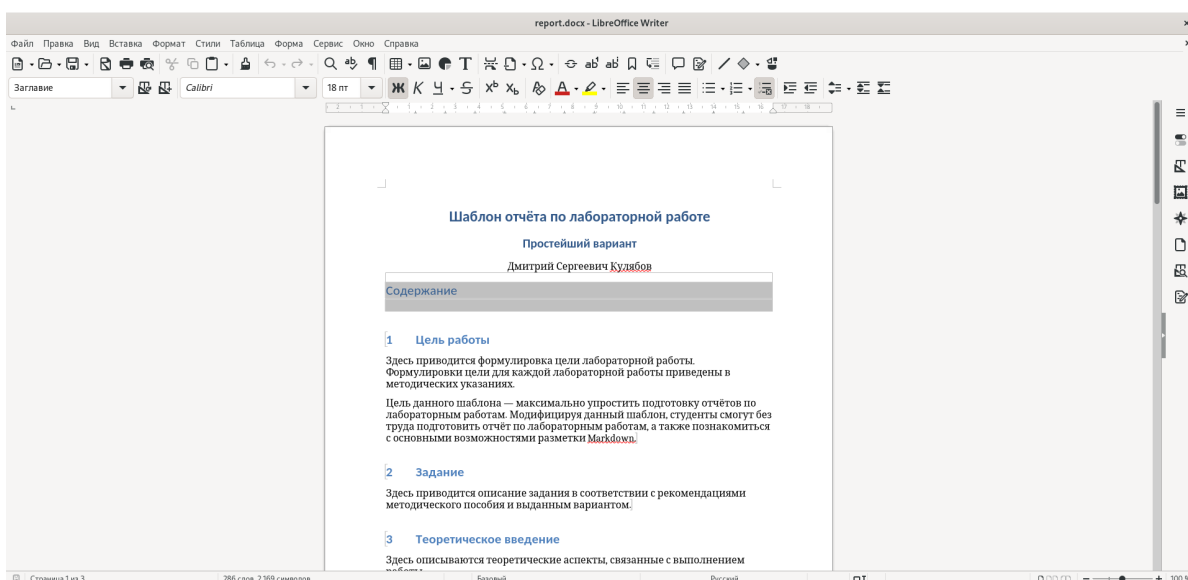 report.docx - LibreOffice Writer
Файл Правка Вид Вставка Формат Стили Таблица Форма Сервис Окно Справка
Заглавие Calibri 18 пт
Шаблон отчёта по лабораторной работе
Простейший вариант
Дмитрий Сергеевич Кулябов
Содержание
1 Цель работы
Здесь приводится формулировка цели лабораторной работы.
Формулировки цели для каждой лабораторной работы приведены в
методических указаниях.
Цель данного шаблона — максимально упростить подготовку отчётов по
лабораторным работам. Модифицируя данный шаблон, студенты смогут без
труда подготовить отчёт по лабораторным работам, а также познакомиться
с основными возможностями разметки Markdown.
2 Задание
Здесь приводится описание задания в соответствии с рекомендациями
методического пособия и выданным вариантом.
3 Теоретическое введение
Здесь описываются теоретические аспекты, связанные с выполнением
работы.
Страница 1 из 3 286 слов, 2 169 символов Базовый Русский 100 %